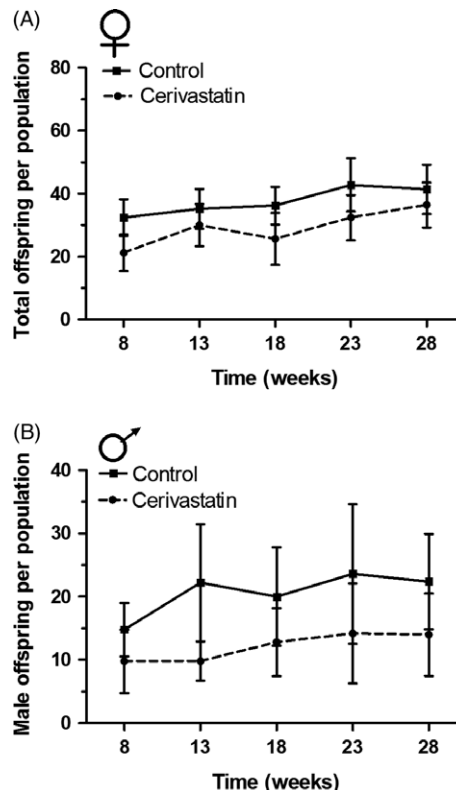 (A)
♀
Control
Cerivastatin
Total offspring per population
80
60
40
20
0
8 13 18 23 28
Time (weeks)
(B)
♂
Control
Cerivastatin
Male offspring per population
40
30
20
10
0
8 13 18 23 28
Time (weeks)